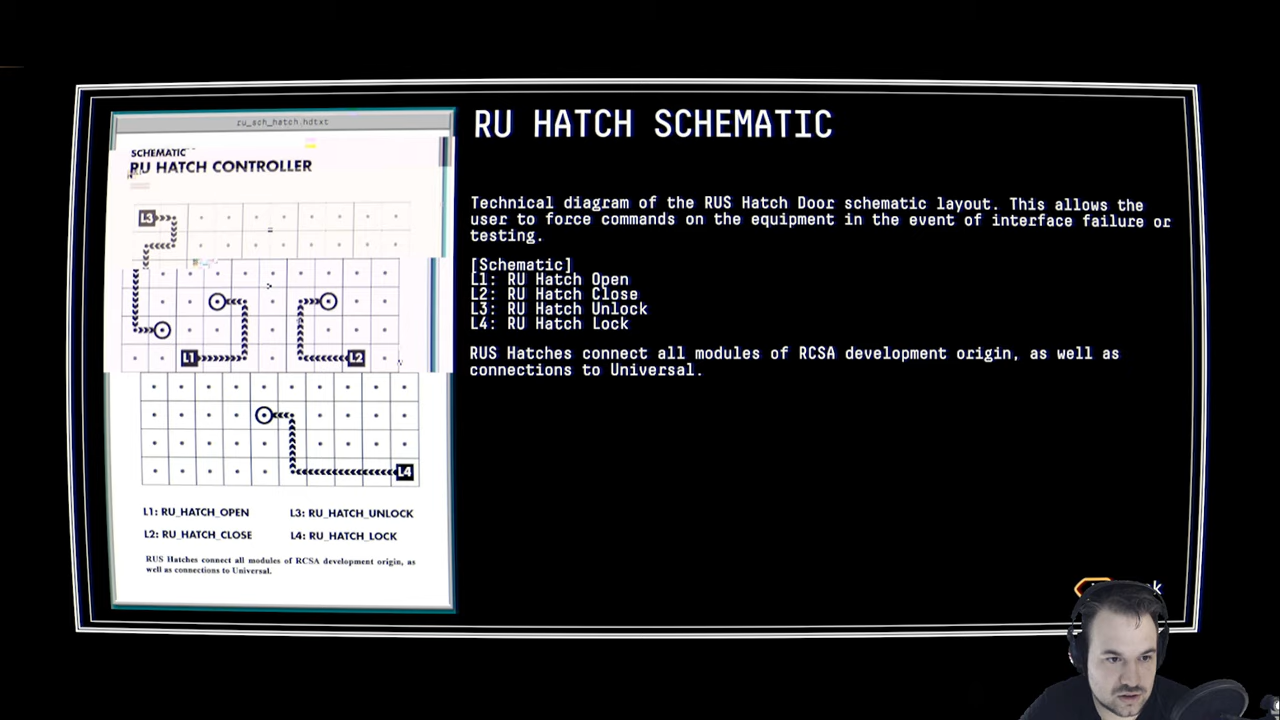 ru_sch_hatch.hdtxt
SCHEMATIC
RU HATCH CONTROLLER
L3
L1
L2
L4
L1: RU_HATCH_OPEN
L3: RU_HATCH_UNLOCK
L2: RU_HATCH_CLOSE
L4: RU_HATCH_LOCK
RUS Hatches connect all modules of RCSA development origin, as
well as connections to Universal.
RU HATCH SCHEMATIC
Technical diagram of the RUS Hatch Door schematic layout. This allows the
user to force commands on the equipment in the event of interface failure or
testing.
[Schematic]
L1: RU Hatch Open
L2: RU Hatch Close
L3: RU Hatch Unlock
L4: RU Hatch Lock
RUS Hatches connect all modules of RCSA development origin, as well as
connections to Universal.